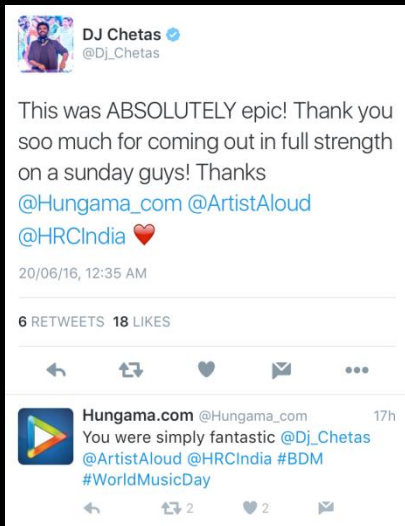 DJ Chetas
@Dj_Chetas
This was ABSOLUTELY epic! Thank you
soo much for coming out in full strength
on a sunday guys! Thanks
@Hungama_com @ArtistAloud
@HRCIndia ❤️
20/06/16, 12:35 AM
6 RETWEETS 18 LIKES
Hungama.com @Hungama_com 17h
You were simply fantastic @Dj_Chetas
@ArtistAloud @HRCIndia #BDM
#WorldMusicDay
2 2